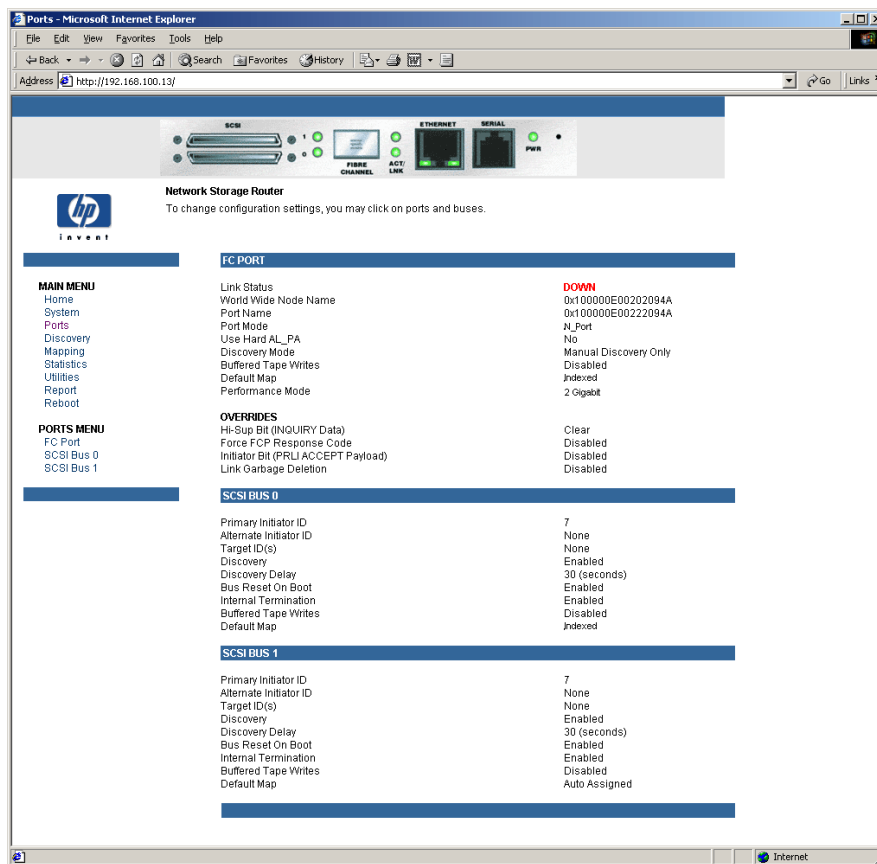 Ports - Microsoft Internet Explorer
File Edit View Favorites Tools Help
Back Search Favorites History
Address http://192.168.100.13/ Go Links
SCSI 1 0 FIBRE CHANNEL ACT/LNK ETHERNET SERIAL PWR
hp
invent
Network Storage Router
To change configuration settings, you may click on ports and buses.
MAIN MENU
Home
System
Ports
Discovery
Mapping
Statistics
Utilities
Report
Reboot
PORTS MENU
FC Port
SCSI Bus 0
SCSI Bus 1
FC PORT
Link Status DOWN
World Wide Node Name 0x100000E00202094A
Port Name 0x100000E00222094A
Port Mode N_Port
Use Hard AL_PA No
Discovery Mode Manual Discovery Only
Buffered Tape Writes Disabled
Default Map Indexed
Performance Mode 2 Gigabit
OVERRIDES
Hi-Sup Bit (INQUIRY Data) Clear
Force FCP Response Code Disabled
Initiator Bit (PRLI ACCEPT Payload) Disabled
Link Garbage Deletion Disabled
SCSI BUS 0
Primary Initiator ID 7
Alternate Initiator ID None
Target ID(s) None
Discovery Enabled
Discovery Delay 30 (seconds)
Bus Reset On Boot Enabled
Internal Termination Enabled
Buffered Tape Writes Disabled
Default Map Indexed
SCSI BUS 1
Primary Initiator ID 7
Alternate Initiator ID None
Target ID(s) None
Discovery Enabled
Discovery Delay 30 (seconds)
Bus Reset On Boot Enabled
Internal Termination Enabled
Buffered Tape Writes Disabled
Default Map Auto Assigned
Internet